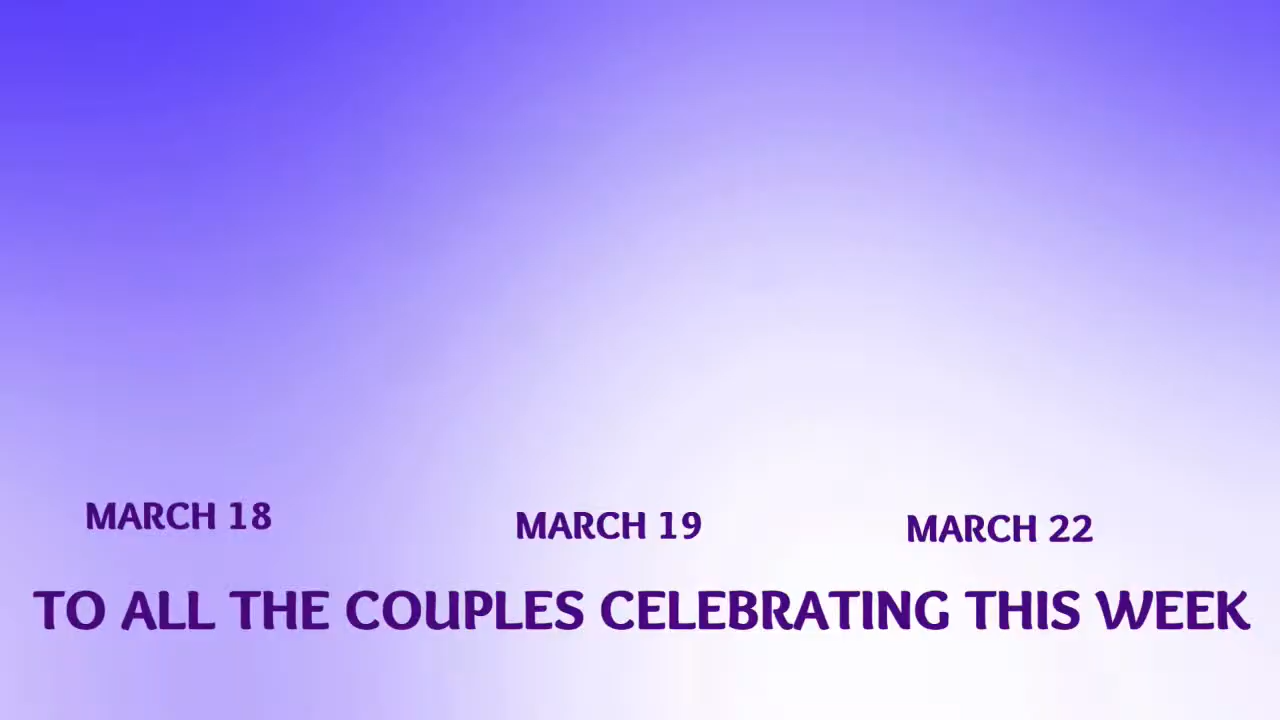 MARCH 18
MARCH 19
MARCH 22
TO ALL THE COUPLES CELEBRATING THIS WEEK